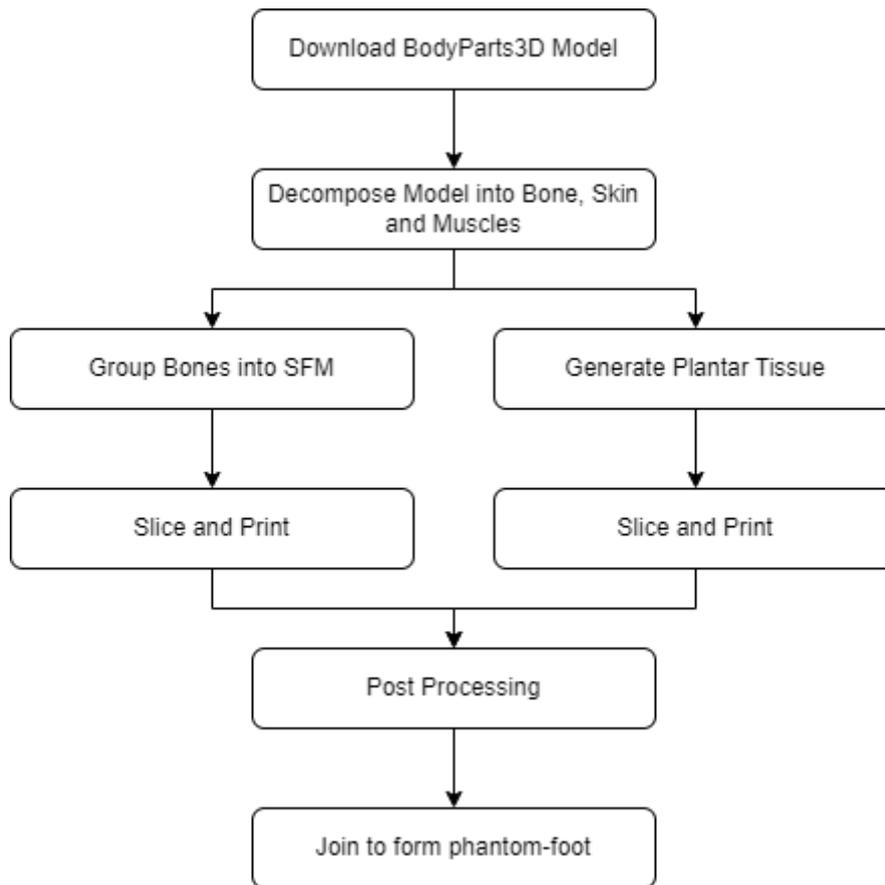 Download BodyParts3D Model
Decompose Model into Bone, Skin
and Muscles
Group Bones into SFM
Generate Plantar Tissue
Slice and Print
Slice and Print
Post Processing
Join to form phantom-foot